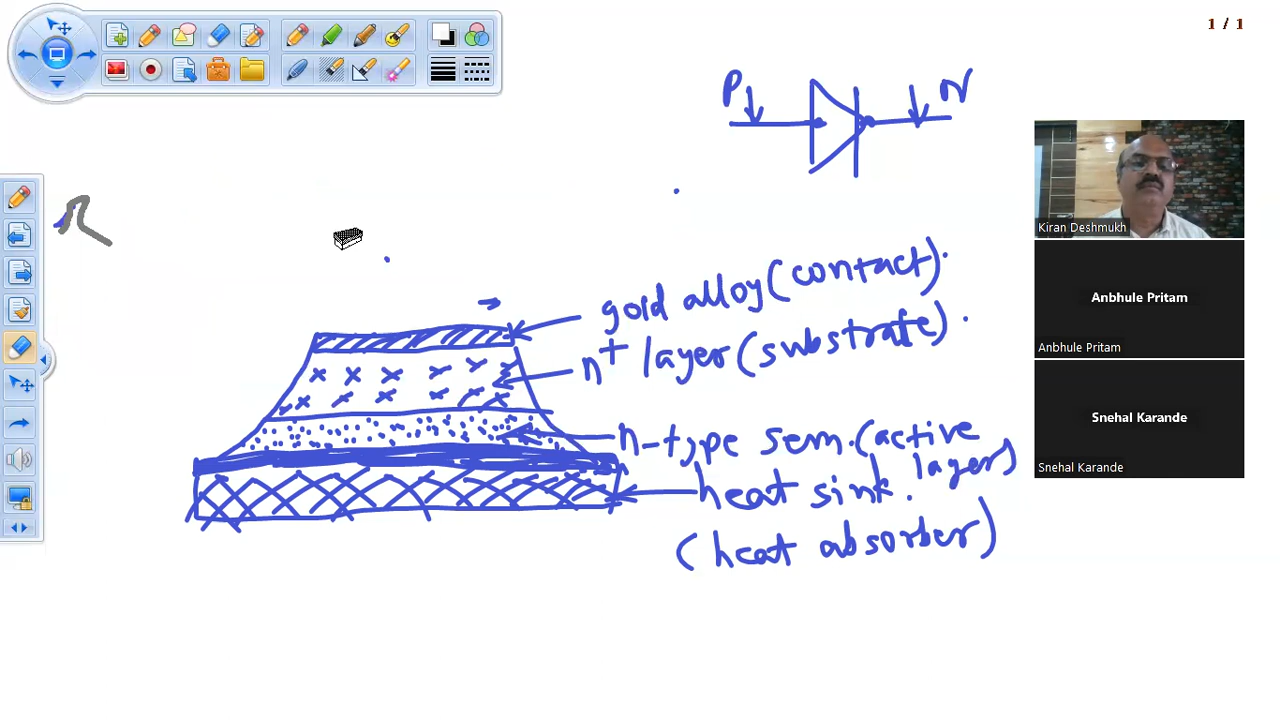 1 / 1
P
N
gold alloy (contact).
n+ layer (substrate).
n-type sem. (active
layer)
heat sink.
(heat absorber)
Kiran Deshmukh
Anbhule Pritam
Anbhule Pritam
Snehal Karande
Snehal Karande